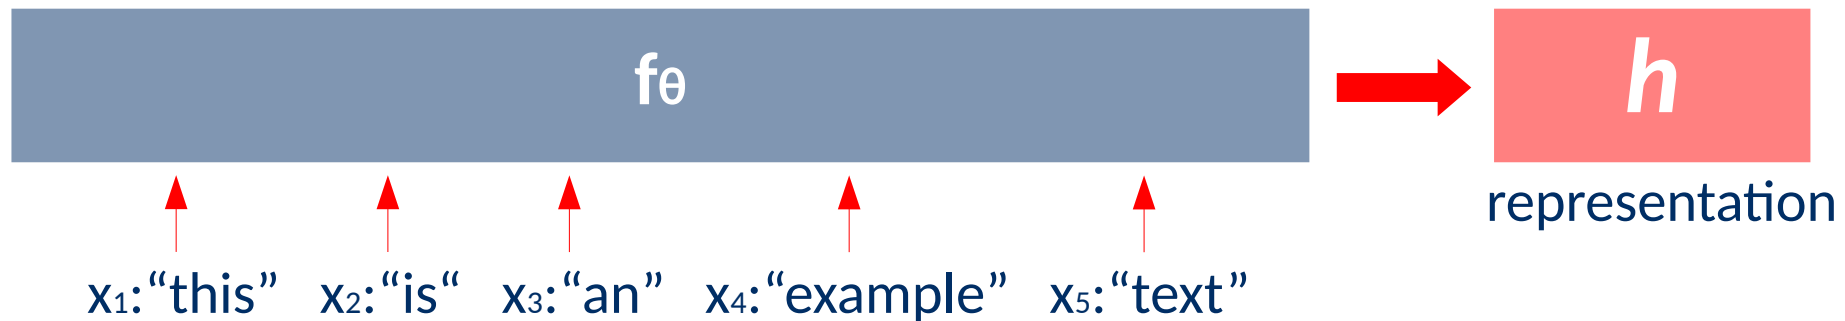 fθ
h
representation
x1:“this” x2:“is“ x3:“an” x4:“example” x5:“text”